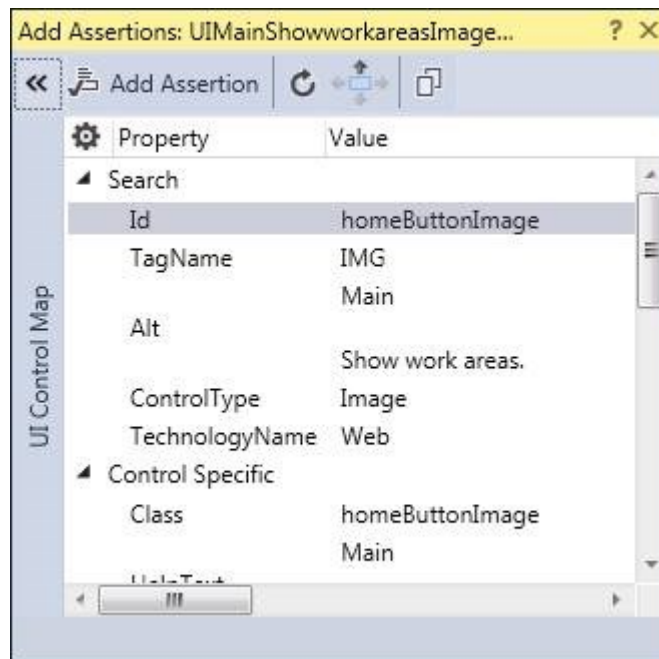 Add Assertions: UIMainShowworkareasImage...
Add Assertion
UI Control Map
Property Value
Search
Id homeButtonImage
TagName IMG
Main
Alt
Show work areas.
ControlType Image
TechnologyName Web
Control Specific
Class homeButtonImage
Main